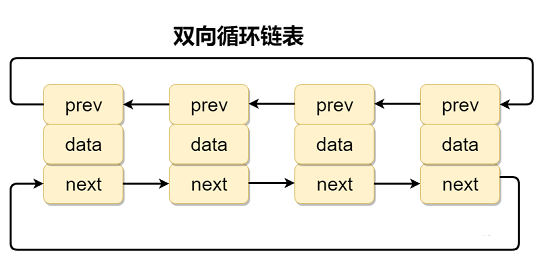 双向循环链表
prev prev prev prev
data data data data
next next next next